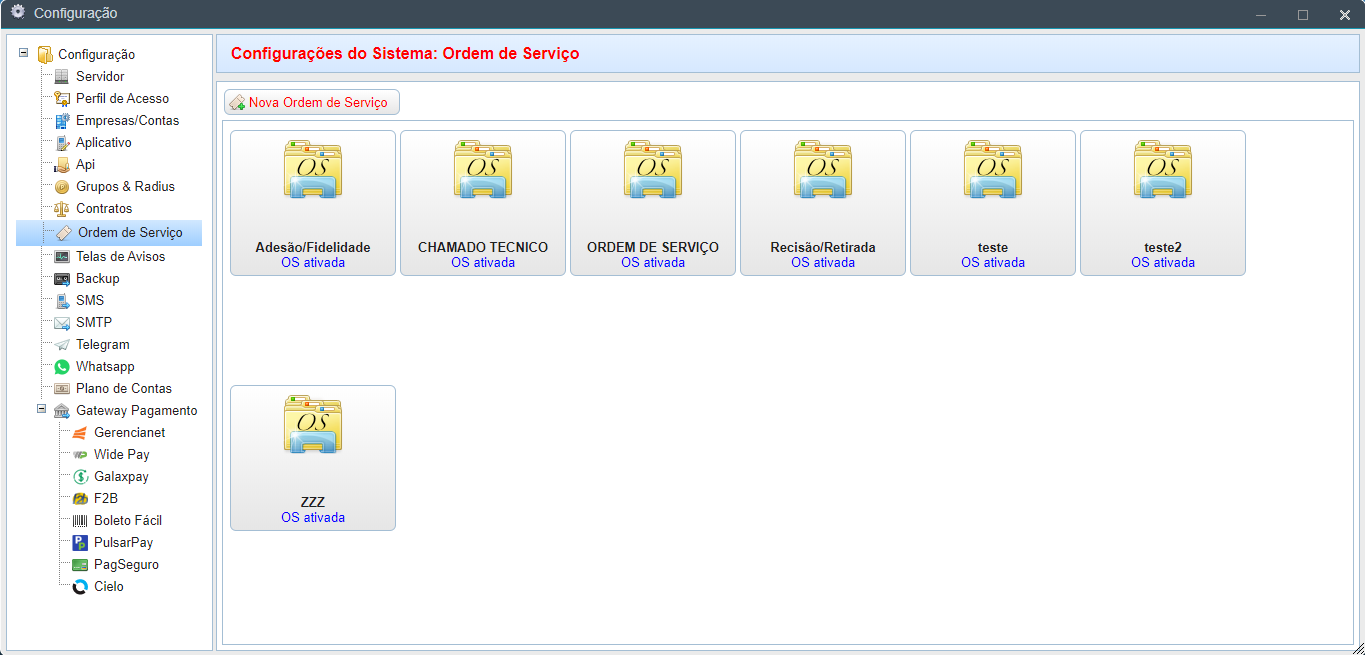 Configuração
Configuração
Servidor
Perfil de Acesso
Empresas/Contas
Aplicativo
Api
Grupos & Radius
Contratos
Ordem de Serviço
Telas de Avisos
Backup
SMS
SMTP
Telegram
Whatsapp
Plano de Contas
Gateway Pagamento
Gerencianet
Wide Pay
Galaxpay
F2B
Boleto Fácil
PulsarPay
PagSeguro
Cielo
Configurações do Sistema: Ordem de Serviço
Nova Ordem de Serviço
OS
Adesão/Fidelidade
OS ativada
OS
CHAMADO TECNICO
OS ativada
OS
ORDEM DE SERVIÇO
OS ativada
OS
Recisão/Retirada
OS ativada
OS
teste
OS ativada
OS
teste2
OS ativada
OS
ZZZ
OS ativada